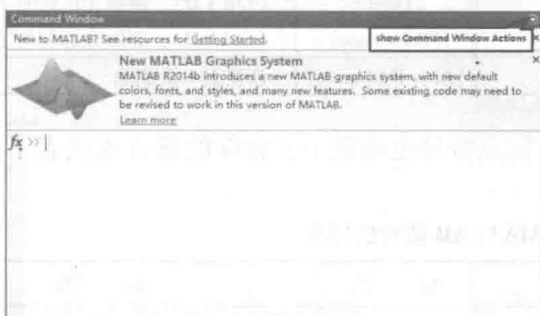 Command Window
New to MATLAB? See resources for Getting Started.
show Command Window Actions
New MATLAB Graphics System
MATLAB R2014b introduces a new MATLAB graphics system, with new default
colors, fonts, and styles, and many new features. Some existing code may need to
be revised to work in this version of MATLAB.
Learn more
fx >>